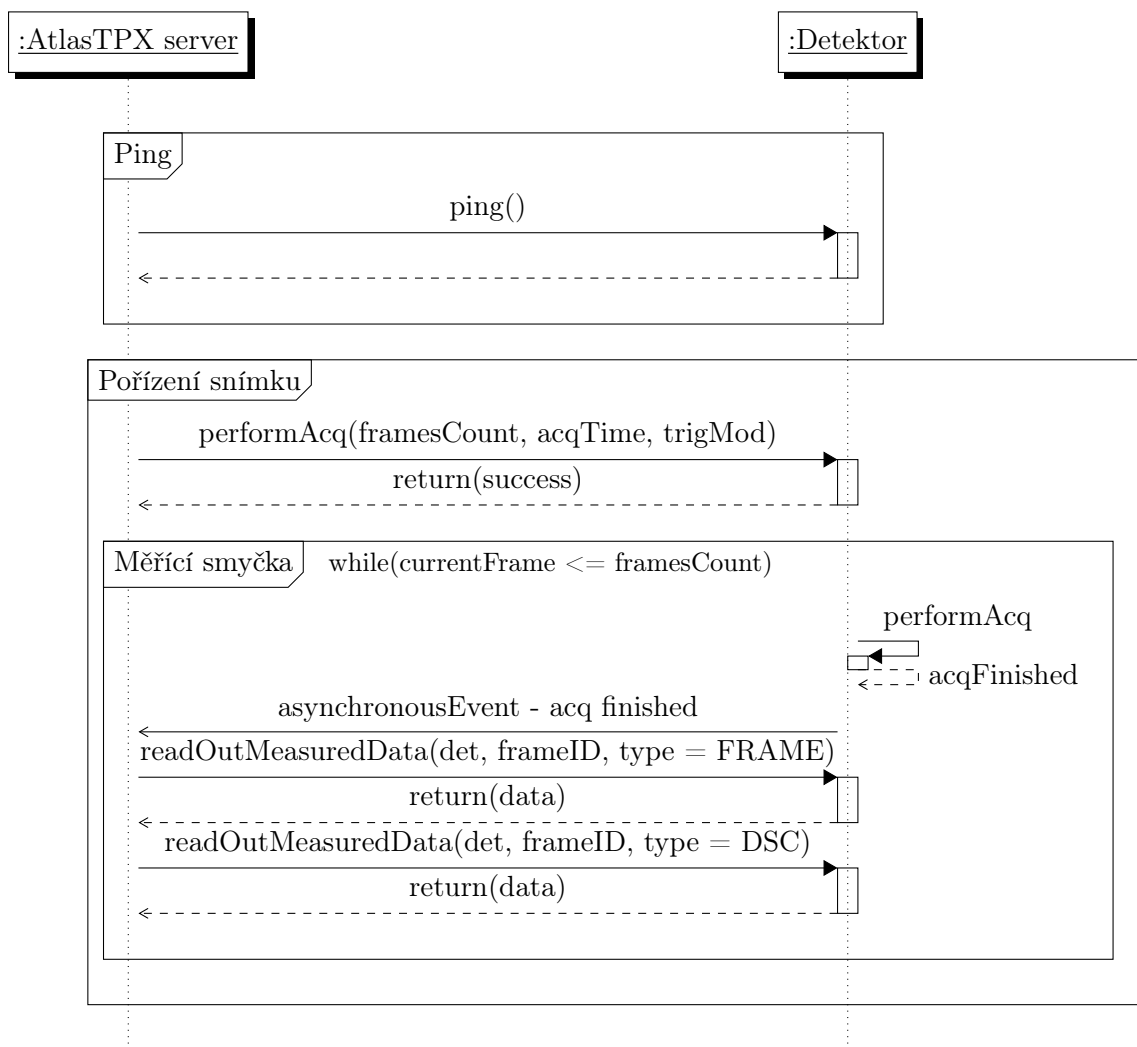 :AtlasTPX server
:Detektor
Ping
ping()
Pořízení snímku
performAcq(framesCount, acqTime, trigMod)
return(success)
Měřící smyčka
while(currentFrame <= framesCount)
performAcq
acqFinished
asynchronousEvent - acq finished
readOutMeasuredData(det, frameID, type = FRAME)
return(data)
readOutMeasuredData(det, frameID, type = DSC)
return(data)